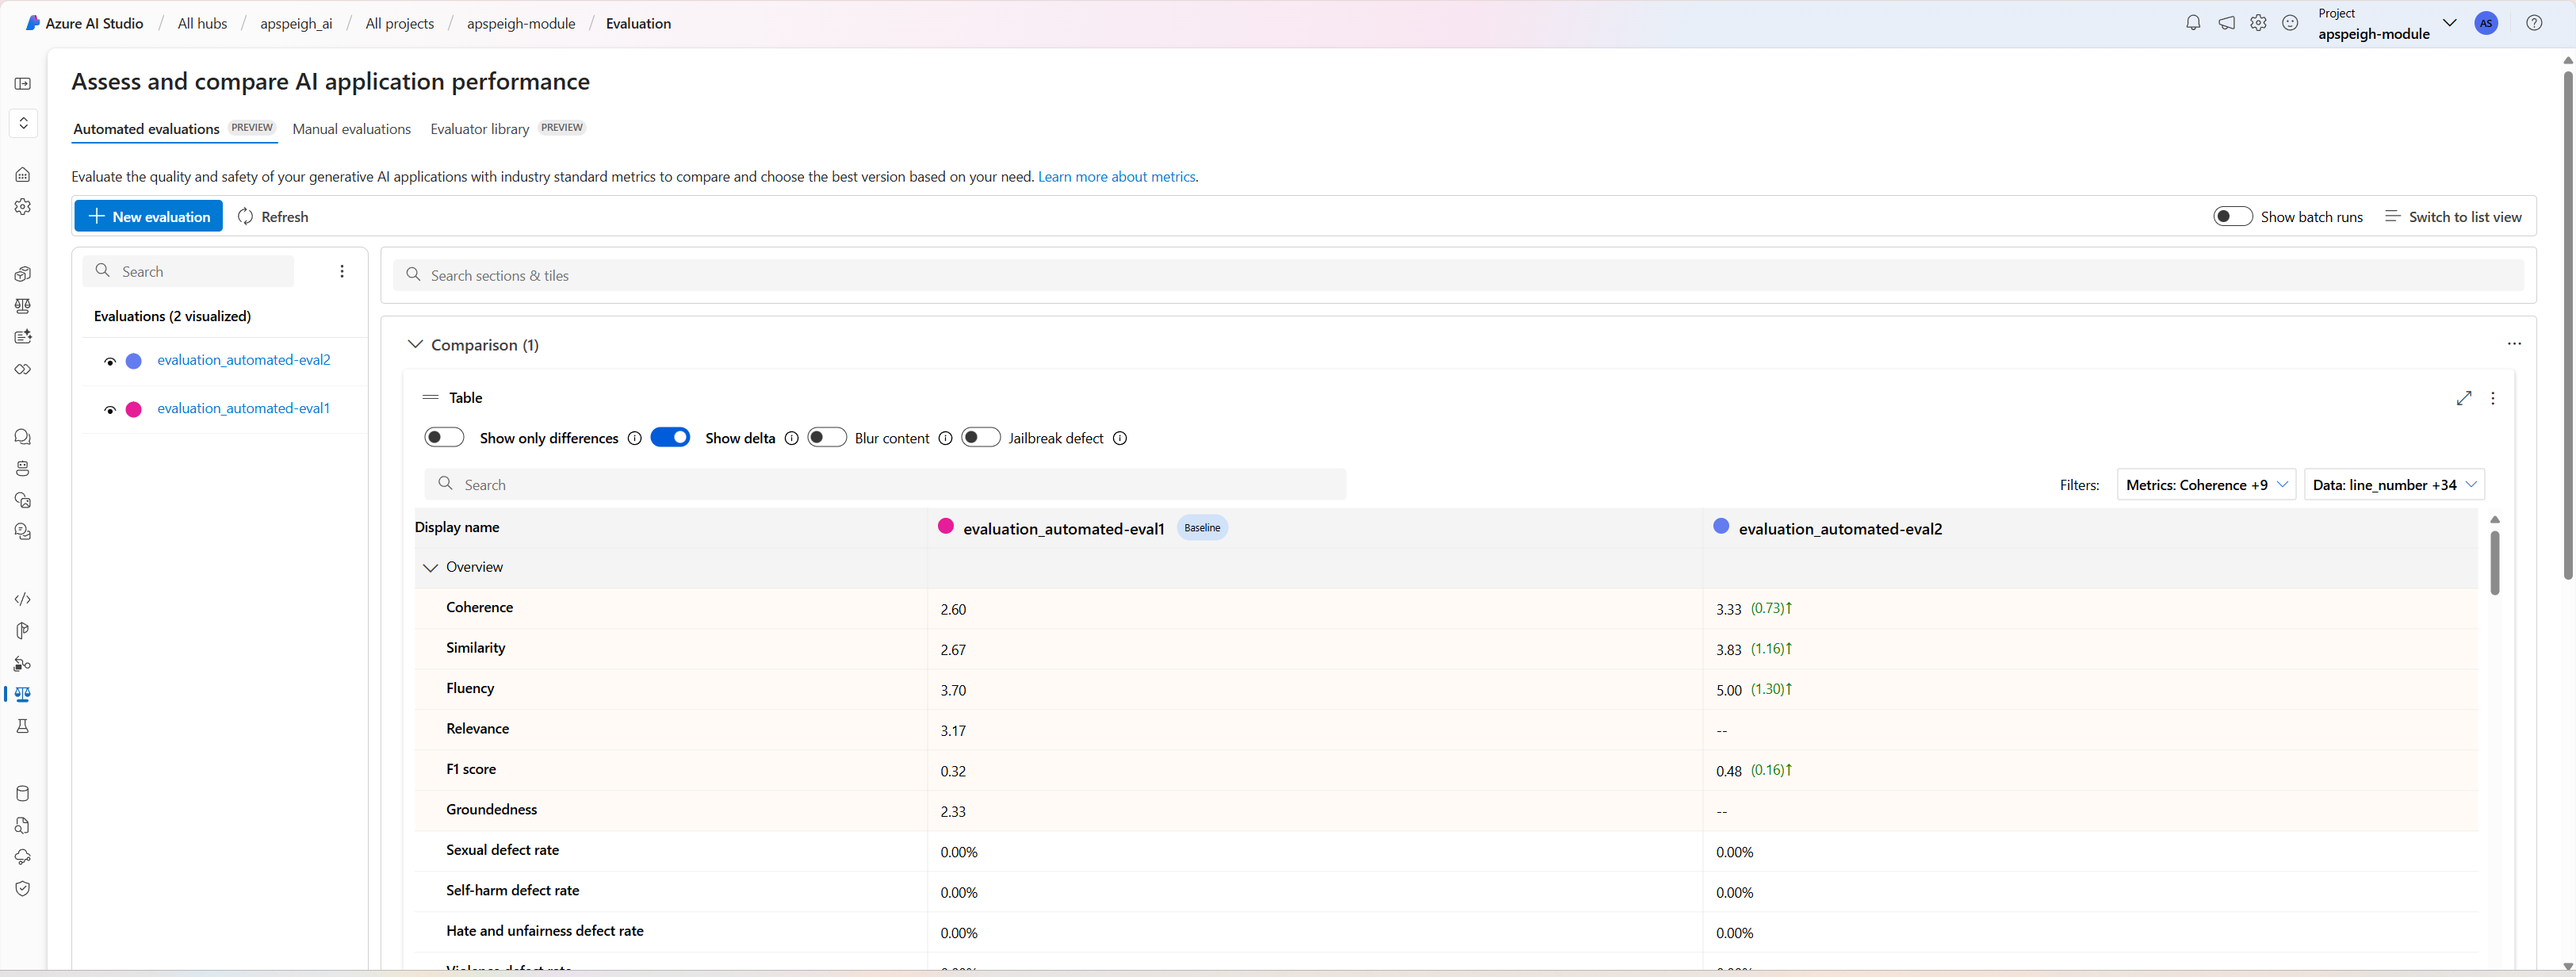 Azure AI Studio / All hubs / apspeigh_ai / All projects / apspeigh-module / Evaluation
Project
apspeigh-module
AS
Assess and compare AI application performance
Automated evaluations PREVIEW Manual evaluations Evaluator library PREVIEW
Evaluate the quality and safety of your generative AI applications with industry standard metrics to compare and choose the best version based on your need. Learn more about metrics.
New evaluation Refresh Show batch runs Switch to list view
Search
Search sections & tiles
Evaluations (2 visualized)
evaluation_automated-eval2
evaluation_automated-eval1
Comparison (1)
Table
Show only differences Show delta Blur content Jailbreak defect
Search Filters: Metrics: Coherence +9 Data: line_number +34
Display name evaluation_automated-eval1 Baseline evaluation_automated-eval2
Overview
Coherence 2.60 3.33 (0.73)↑
Similarity 2.67 3.83 (1.16)↑
Fluency 3.70 5.00 (1.30)↑
Relevance 3.17 --
F1 score 0.32 0.48 (0.16)↑
Groundedness 2.33 --
Sexual defect rate 0.00% 0.00%
Self-harm defect rate 0.00% 0.00%
Hate and unfairness defect rate 0.00% 0.00%